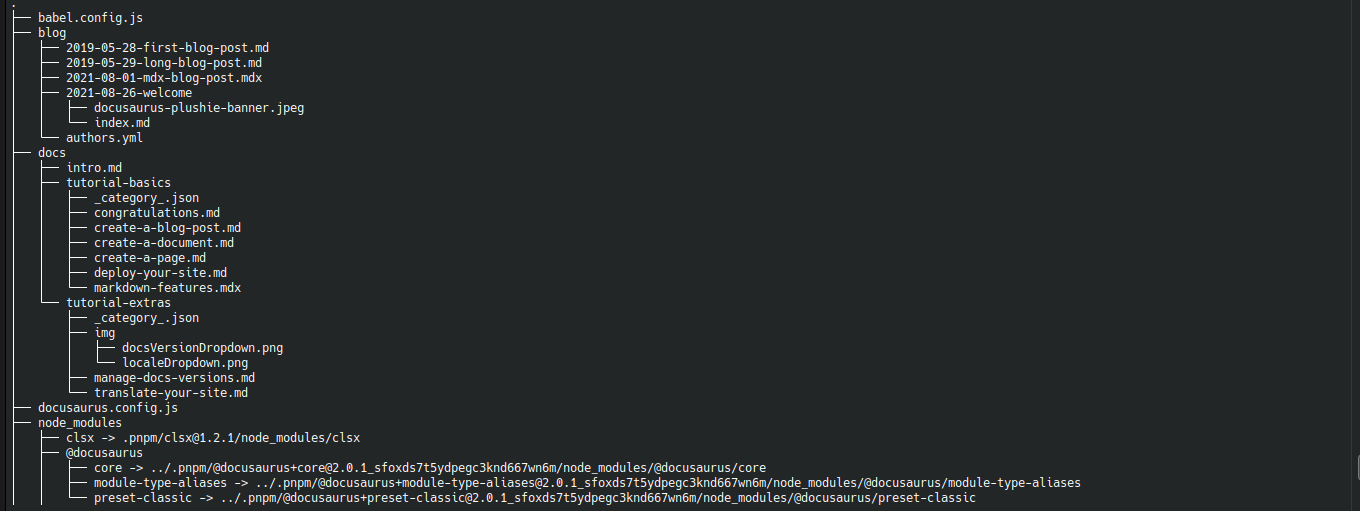 .
├── babel.config.js
├── blog
│   ├── 2019-05-28-first-blog-post.md
│   ├── 2019-05-29-long-blog-post.md
│   ├── 2021-08-01-mdx-blog-post.mdx
│   ├── 2021-08-26-welcome
│   │   ├── docusaurus-plushie-banner.jpeg
│   │   └── index.md
│   └── authors.yml
├── docs
│   ├── intro.md
│   ├── tutorial-basics
│   │   ├── _category_.json
│   │   ├── congratulations.md
│   │   ├── create-a-blog-post.md
│   │   ├── create-a-document.md
│   │   ├── create-a-page.md
│   │   ├── deploy-your-site.md
│   │   └── markdown-features.mdx
│   └── tutorial-extras
│       ├── _category_.json
│       ├── img
│       │   ├── docsVersionDropdown.png
│       │   └── localeDropdown.png
│       ├── manage-docs-versions.md
│       └── translate-your-site.md
├── docusaurus.config.js
├── node_modules
│   ├── clsx -> .pnpm/clsx@1.2.1/node_modules/clsx
│   ├── @docusaurus
│   │   ├── core -> ../.pnpm/@docusaurus+core@2.0.1_sfoxds7t5ydpegc3knd667wn6m/node_modules/@docusaurus/core
│   │   ├── module-type-aliases -> ../.pnpm/@docusaurus+module-type-aliases@2.0.1_sfoxds7t5ydpegc3knd667wn6m/node_modules/@docusaurus/module-type-aliases
│   │   └── preset-classic -> ../.pnpm/@docusaurus+preset-classic@2.0.1_sfoxds7t5ydpegc3knd667wn6m/node_modules/@docusaurus/preset-classic